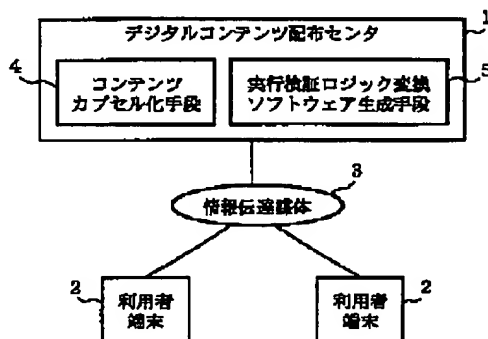 デジタルコンテンツ配布センタ
1
4
コンテンツ
カプセル化手段
実行検証ロジック変換
ソフトウェア生成手段
5
3
情報伝達媒体
2
利用者
端末
利用者
端末
2